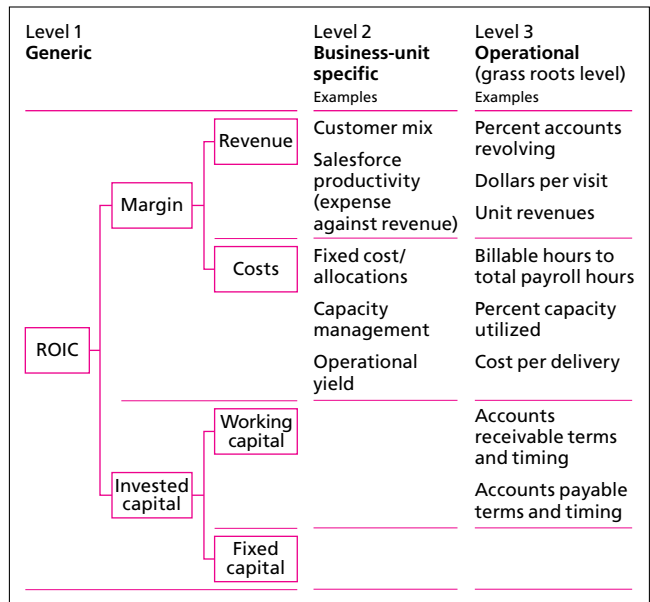 Level 1
Generic
Level 2
Business-unit
specific
Examples
Level 3
Operational
(grass roots level)
Examples
ROIC
Margin
Revenue
Customer mix
Salesforce
productivity
(expense
against revenue)
Percent accounts
revolving
Dollars per visit
Unit revenues
Costs
Fixed cost/
allocations
Capacity
management
Operational
yield
Billable hours to
total payroll hours
Percent capacity
utilized
Cost per delivery
Invested
capital
Working
capital
Accounts
receivable terms
and timing
Accounts payable
terms and timing
Fixed
capital